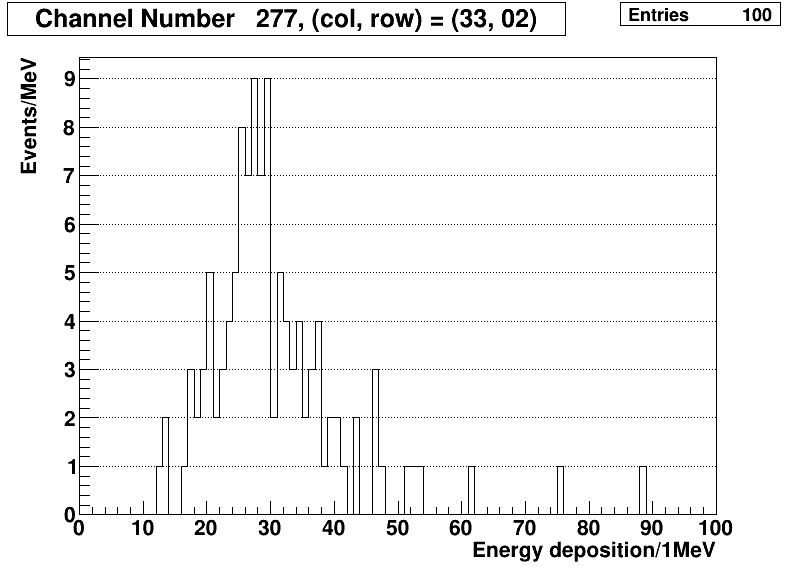 Channel Number 277, (col, row) = (33, 02)
Entries 100
Events/MeV
9
8
7
6
5
4
3
2
1
0
0 10 20 30 40 50 60 70 80 90 100
Energy deposition/1MeV